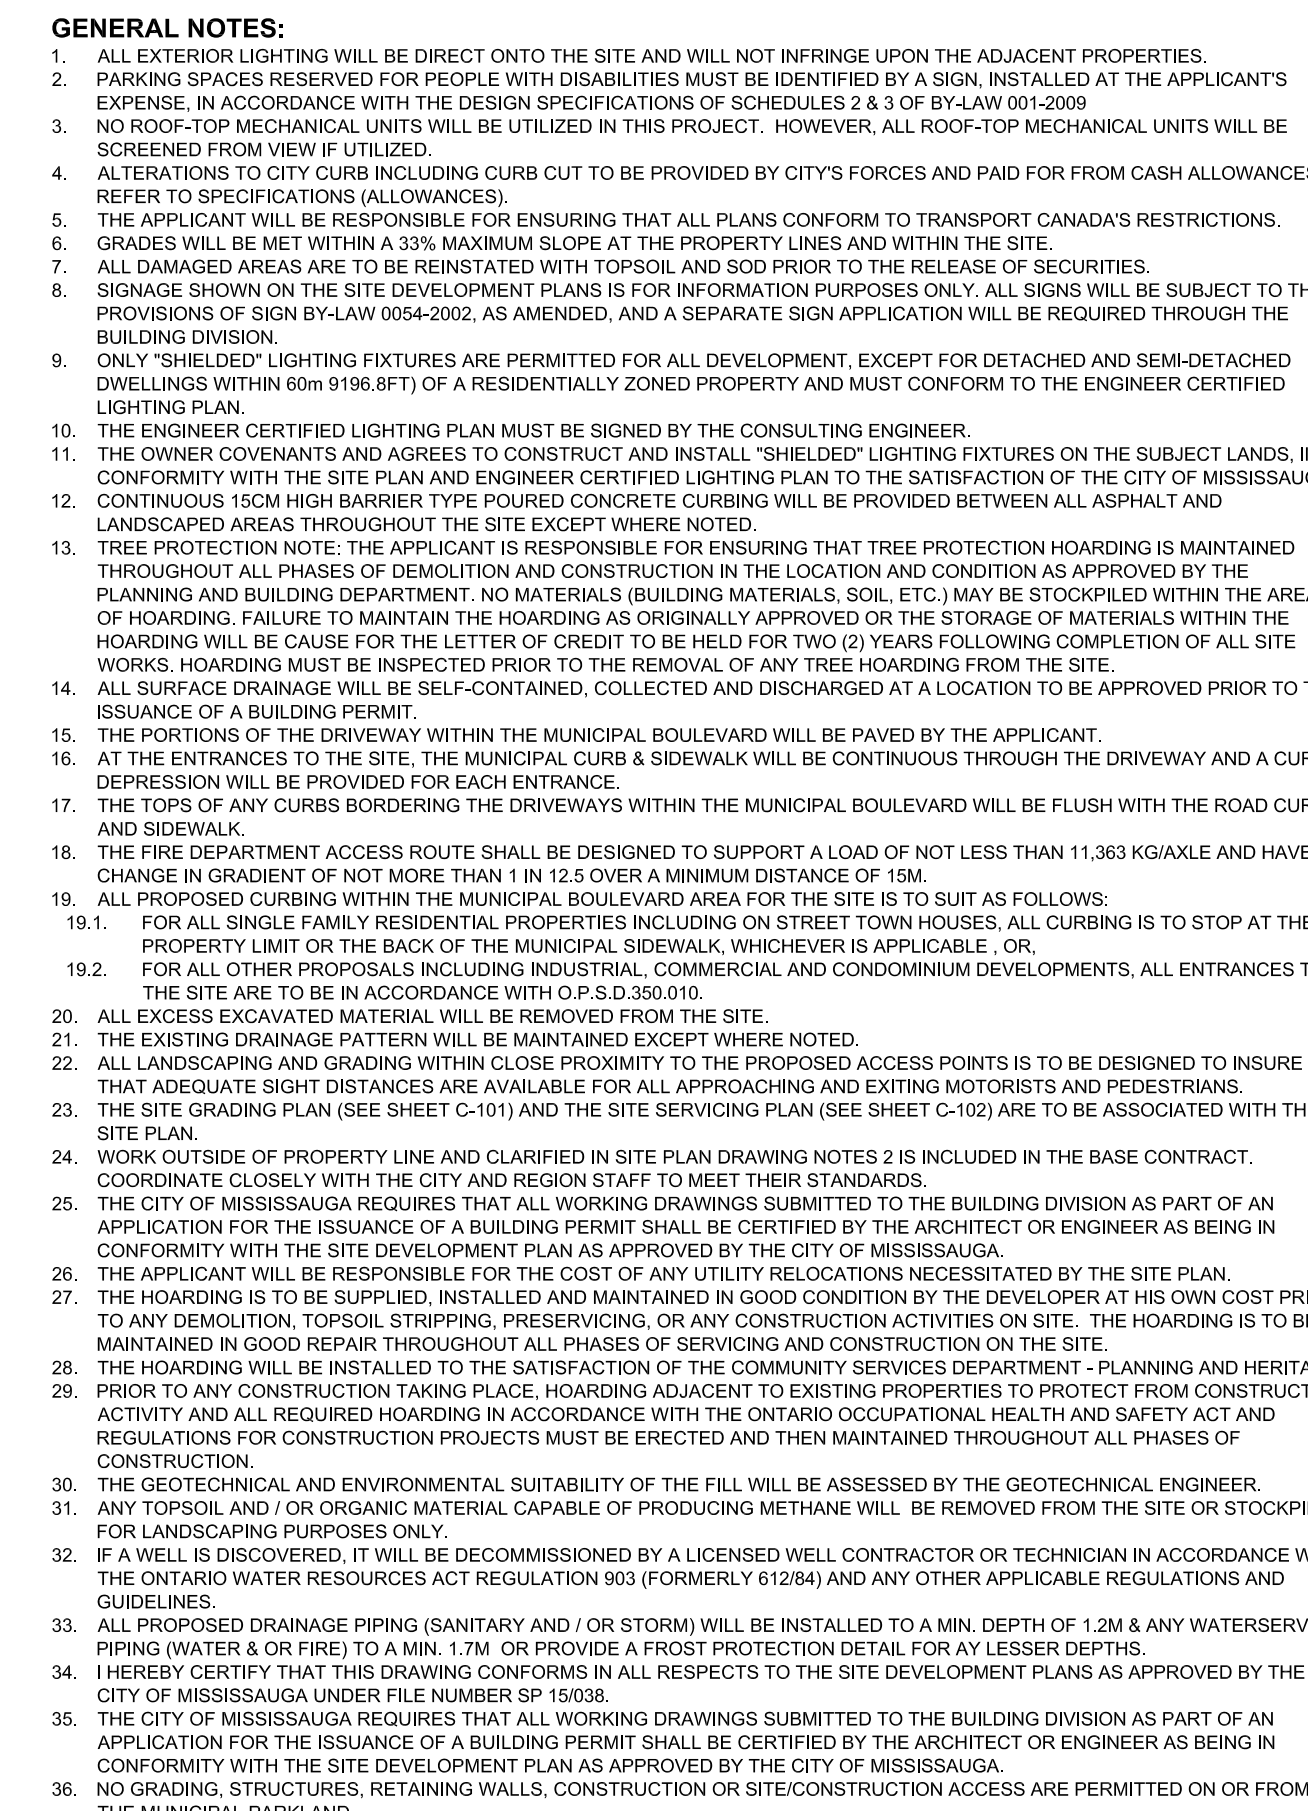 GENERAL NOTES:
1. ALL EXTERIOR LIGHTING WILL BE DIRECT ONTO THE SITE AND WILL NOT INFRINGE UPON THE ADJACENT PROPERTIES.
2. PARKING SPACES RESERVED FOR PEOPLE WITH DISABILITIES MUST BE IDENTIFIED BY A SIGN, INSTALLED AT THE APPLICANT'S
EXPENSE, IN ACCORDANCE WITH THE DESIGN SPECIFICATIONS OF SCHEDULES 2 & 3 OF BY-LAW 001-2009
3. NO ROOF-TOP MECHANICAL UNITS WILL BE UTILIZED IN THIS PROJECT. HOWEVER, ALL ROOF-TOP MECHANICAL UNITS WILL BE
SCREENED FROM VIEW IF UTILIZED.
4. ALTERATIONS TO CITY CURB INCLUDING CURB CUT TO BE PROVIDED BY CITY'S FORCES AND PAID FOR FROM CASH ALLOWANCES
REFER TO SPECIFICATIONS (ALLOWANCES).
5. THE APPLICANT WILL BE RESPONSIBLE FOR ENSURING THAT ALL PLANS CONFORM TO TRANSPORT CANADA'S RESTRICTIONS.
6. GRADES WILL BE MET WITHIN A 33% MAXIMUM SLOPE AT THE PROPERTY LINES AND WITHIN THE SITE.
7. ALL DAMAGED AREAS ARE TO BE REINSTATED WITH TOPSOIL AND SOD PRIOR TO THE RELEASE OF SECURITIES.
8. SIGNAGE SHOWN ON THE SITE DEVELOPMENT PLANS IS FOR INFORMATION PURPOSES ONLY. ALL SIGNS WILL BE SUBJECT TO TH
PROVISIONS OF SIGN BY-LAW 0054-2002, AS AMENDED, AND A SEPARATE SIGN APPLICATION WILL BE REQUIRED THROUGH THE
BUILDING DIVISION.
9. ONLY "SHIELDED" LIGHTING FIXTURES ARE PERMITTED FOR ALL DEVELOPMENT, EXCEPT FOR DETACHED AND SEMI-DETACHED
DWELLINGS WITHIN 60m 9196.8FT) OF A RESIDENTIALLY ZONED PROPERTY AND MUST CONFORM TO THE ENGINEER CERTIFIED
LIGHTING PLAN.
10. THE ENGINEER CERTIFIED LIGHTING PLAN MUST BE SIGNED BY THE CONSULTING ENGINEER.
11. THE OWNER COVENANTS AND AGREES TO CONSTRUCT AND INSTALL "SHIELDED" LIGHTING FIXTURES ON THE SUBJECT LANDS, I
CONFORMITY WITH THE SITE PLAN AND ENGINEER CERTIFIED LIGHTING PLAN TO THE SATISFACTION OF THE CITY OF MISSISSAUG
12. CONTINUOUS 15CM HIGH BARRIER TYPE POURED CONCRETE CURBING WILL BE PROVIDED BETWEEN ALL ASPHALT AND
LANDSCAPED AREAS THROUGHOUT THE SITE EXCEPT WHERE NOTED.
13. TREE PROTECTION NOTE: THE APPLICANT IS RESPONSIBLE FOR ENSURING THAT TREE PROTECTION HOARDING IS MAINTAINED
THROUGHOUT ALL PHASES OF DEMOLITION AND CONSTRUCTION IN THE LOCATION AND CONDITION AS APPROVED BY THE
PLANNING AND BUILDING DEPARTMENT. NO MATERIALS (BUILDING MATERIALS, SOIL, ETC.) MAY BE STOCKPILED WITHIN THE AREA
OF HOARDING. FAILURE TO MAINTAIN THE HOARDING AS ORIGINALLY APPROVED OR THE STORAGE OF MATERIALS WITHIN THE
HOARDING WILL BE CAUSE FOR THE LETTER OF CREDIT TO BE HELD FOR TWO (2) YEARS FOLLOWING COMPLETION OF ALL SITE
WORKS. HOARDING MUST BE INSPECTED PRIOR TO THE REMOVAL OF ANY TREE HOARDING FROM THE SITE.
14. ALL SURFACE DRAINAGE WILL BE SELF-CONTAINED, COLLECTED AND DISCHARGED AT A LOCATION TO BE APPROVED PRIOR TO T
ISSUANCE OF A BUILDING PERMIT.
15. THE PORTIONS OF THE DRIVEWAY WITHIN THE MUNICIPAL BOULEVARD WILL BE PAVED BY THE APPLICANT.
16. AT THE ENTRANCES TO THE SITE, THE MUNICIPAL CURB & SIDEWALK WILL BE CONTINUOUS THROUGH THE DRIVEWAY AND A CUR
DEPRESSION WILL BE PROVIDED FOR EACH ENTRANCE.
17. THE TOPS OF ANY CURBS BORDERING THE DRIVEWAYS WITHIN THE MUNICIPAL BOULEVARD WILL BE FLUSH WITH THE ROAD CUR
AND SIDEWALK.
18. THE FIRE DEPARTMENT ACCESS ROUTE SHALL BE DESIGNED TO SUPPORT A LOAD OF NOT LESS THAN 11,363 KG/AXLE AND HAVE
CHANGE IN GRADIENT OF NOT MORE THAN 1 IN 12.5 OVER A MINIMUM DISTANCE OF 15M.
19. ALL PROPOSED CURBING WITHIN THE MUNICIPAL BOULEVARD AREA FOR THE SITE IS TO SUIT AS FOLLOWS:
19.1. FOR ALL SINGLE FAMILY RESIDENTIAL PROPERTIES INCLUDING ON STREET TOWN HOUSES, ALL CURBING IS TO STOP AT THE
PROPERTY LIMIT OR THE BACK OF THE MUNICIPAL SIDEWALK, WHICHEVER IS APPLICABLE , OR,
19.2. FOR ALL OTHER PROPOSALS INCLUDING INDUSTRIAL, COMMERCIAL AND CONDOMINIUM DEVELOPMENTS, ALL ENTRANCES T
THE SITE ARE TO BE IN ACCORDANCE WITH O.P.S.D.350.010.
20. ALL EXCESS EXCAVATED MATERIAL WILL BE REMOVED FROM THE SITE.
21. THE EXISTING DRAINAGE PATTERN WILL BE MAINTAINED EXCEPT WHERE NOTED.
22. ALL LANDSCAPING AND GRADING WITHIN CLOSE PROXIMITY TO THE PROPOSED ACCESS POINTS IS TO BE DESIGNED TO INSURE
THAT ADEQUATE SIGHT DISTANCES ARE AVAILABLE FOR ALL APPROACHING AND EXITING MOTORISTS AND PEDESTRIANS.
23. THE SITE GRADING PLAN (SEE SHEET C-101) AND THE SITE SERVICING PLAN (SEE SHEET C-102) ARE TO BE ASSOCIATED WITH TH
SITE PLAN.
24. WORK OUTSIDE OF PROPERTY LINE AND CLARIFIED IN SITE PLAN DRAWING NOTES 2 IS INCLUDED IN THE BASE CONTRACT.
COORDINATE CLOSELY WITH THE CITY AND REGION STAFF TO MEET THEIR STANDARDS.
25. THE CITY OF MISSISSAUGA REQUIRES THAT ALL WORKING DRAWINGS SUBMITTED TO THE BUILDING DIVISION AS PART OF AN
APPLICATION FOR THE ISSUANCE OF A BUILDING PERMIT SHALL BE CERTIFIED BY THE ARCHITECT OR ENGINEER AS BEING IN
CONFORMITY WITH THE SITE DEVELOPMENT PLAN AS APPROVED BY THE CITY OF MISSISSAUGA.
26. THE APPLICANT WILL BE RESPONSIBLE FOR THE COST OF ANY UTILITY RELOCATIONS NECESSITATED BY THE SITE PLAN.
27. THE HOARDING IS TO BE SUPPLIED, INSTALLED AND MAINTAINED IN GOOD CONDITION BY THE DEVELOPER AT HIS OWN COST PRI
TO ANY DEMOLITION, TOPSOIL STRIPPING, PRESERVICING, OR ANY CONSTRUCTION ACTIVITIES ON SITE. THE HOARDING IS TO BE
MAINTAINED IN GOOD REPAIR THROUGHOUT ALL PHASES OF SERVICING AND CONSTRUCTION ON THE SITE.
28. THE HOARDING WILL BE INSTALLED TO THE SATISFACTION OF THE COMMUNITY SERVICES DEPARTMENT - PLANNING AND HERITA
29. PRIOR TO ANY CONSTRUCTION TAKING PLACE, HOARDING ADJACENT TO EXISTING PROPERTIES TO PROTECT FROM CONSTRUCT
ACTIVITY AND ALL REQUIRED HOARDING IN ACCORDANCE WITH THE ONTARIO OCCUPATIONAL HEALTH AND SAFETY ACT AND
REGULATIONS FOR CONSTRUCTION PROJECTS MUST BE ERECTED AND THEN MAINTAINED THROUGHOUT ALL PHASES OF
CONSTRUCTION.
30. THE GEOTECHNICAL AND ENVIRONMENTAL SUITABILITY OF THE FILL WILL BE ASSESSED BY THE GEOTECHNICAL ENGINEER.
31. ANY TOPSOIL AND / OR ORGANIC MATERIAL CAPABLE OF PRODUCING METHANE WILL BE REMOVED FROM THE SITE OR STOCKPI
FOR LANDSCAPING PURPOSES ONLY.
32. IF A WELL IS DISCOVERED, IT WILL BE DECOMMISSIONED BY A LICENSED WELL CONTRACTOR OR TECHNICIAN IN ACCORDANCE W
THE ONTARIO WATER RESOURCES ACT REGULATION 903 (FORMERLY 612/84) AND ANY OTHER APPLICABLE REGULATIONS AND
GUIDELINES.
33. ALL PROPOSED DRAINAGE PIPING (SANITARY AND / OR STORM) WILL BE INSTALLED TO A MIN. DEPTH OF 1.2M & ANY WATERSERV
PIPING (WATER & OR FIRE) TO A MIN. 1.7M OR PROVIDE A FROST PROTECTION DETAIL FOR AY LESSER DEPTHS.
34. I HEREBY CERTIFY THAT THIS DRAWING CONFORMS IN ALL RESPECTS TO THE SITE DEVELOPMENT PLANS AS APPROVED BY THE
CITY OF MISSISSAUGA UNDER FILE NUMBER SP 15/038.
35. THE CITY OF MISSISSAUGA REQUIRES THAT ALL WORKING DRAWINGS SUBMITTED TO THE BUILDING DIVISION AS PART OF AN
APPLICATION FOR THE ISSUANCE OF A BUILDING PERMIT SHALL BE CERTIFIED BY THE ARCHITECT OR ENGINEER AS BEING IN
CONFORMITY WITH THE SITE DEVELOPMENT PLAN AS APPROVED BY THE CITY OF MISSISSAUGA.
36. NO GRADING, STRUCTURES, RETAINING WALLS, CONSTRUCTION OR SITE/CONSTRUCTION ACCESS ARE PERMITTED ON OR FROM
THE MUNICIPAL PARKLAND